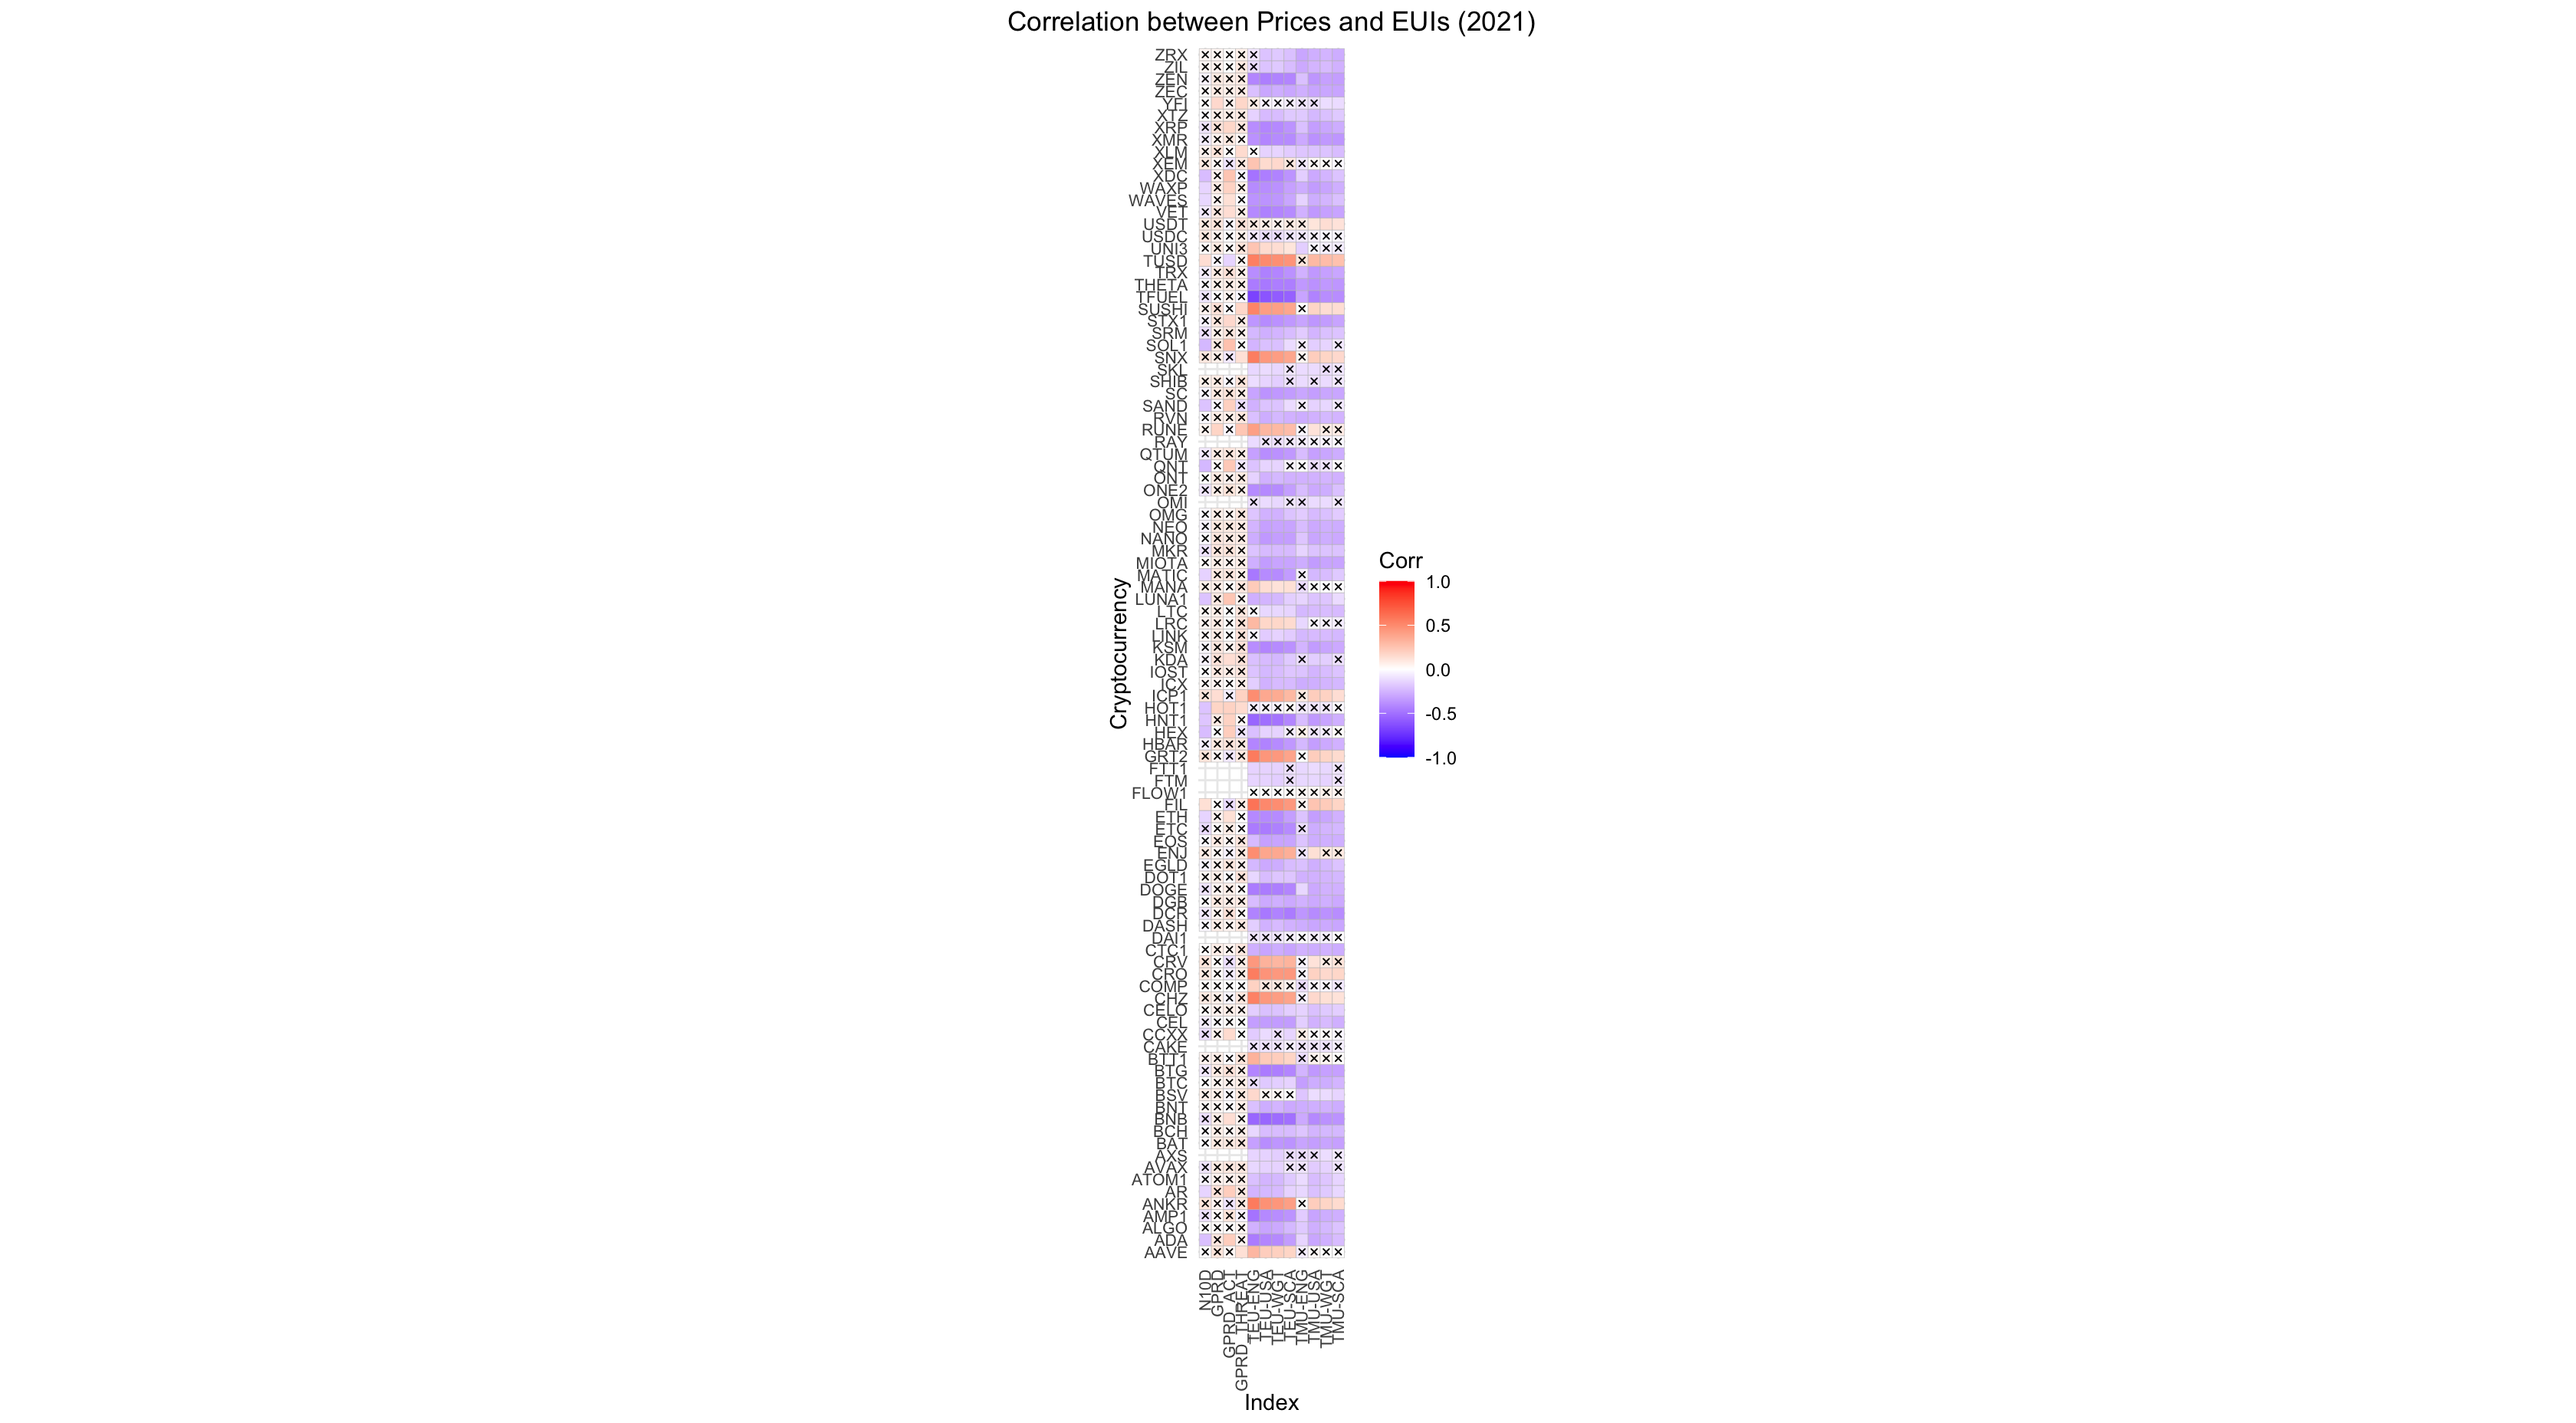 Correlation between Prices and EUIs (2021)
ZRX
ZIL
ZEN
ZEC
YFI
XTZ
XRP
XMR
XLM
XEM
XDC
WAXP
WAVES
VET
USDT
USDC
UNI3
TUSD
TRX
THETA
TFUEL
SUSHI
STX1
SRM
SOL1
SNX
SKL
SHIB
SC
SAND
RVN
RUNE
RAY
QTUM
QNT
ONT
ONE2
OMI
OMG
NEO
NANO
MKR
MIOTA
MATIC
MANA
LUNA1
LTC
LRC
LINK
KSM
KDA
IOST
ICX
ICP1
HOT1
HNT1
HEX
HBAR
GRT2
FTT1
FTM
FLOW1
FIL
ETH
ETC
EOS
ENJ
EGLD
DOT1
DOGE
DGB
DCR
DASH
DAI1
CTC1
CRV
CRO
COMP
CHZ
CELO
CEL
CCXX
CAKE
BTT1
BTG
BTC
BSV
BNT
BNB
BCH
BAT
AXS
AVAX
ATOM1
AR
ANKR
AMP1
ALGO
ADA
AAVE
Cryptocurrency
N10D
GPRD
GPRD_ACT
GPRD_THREAT
TEU-ENG
TEU-USA
TEU-WGT
TEU-SCA
TMU-ENG
TMU-USA
TMU-WGT
TMU-SCA
Index
Corr
1.0
0.5
0.0
-0.5
-1.0